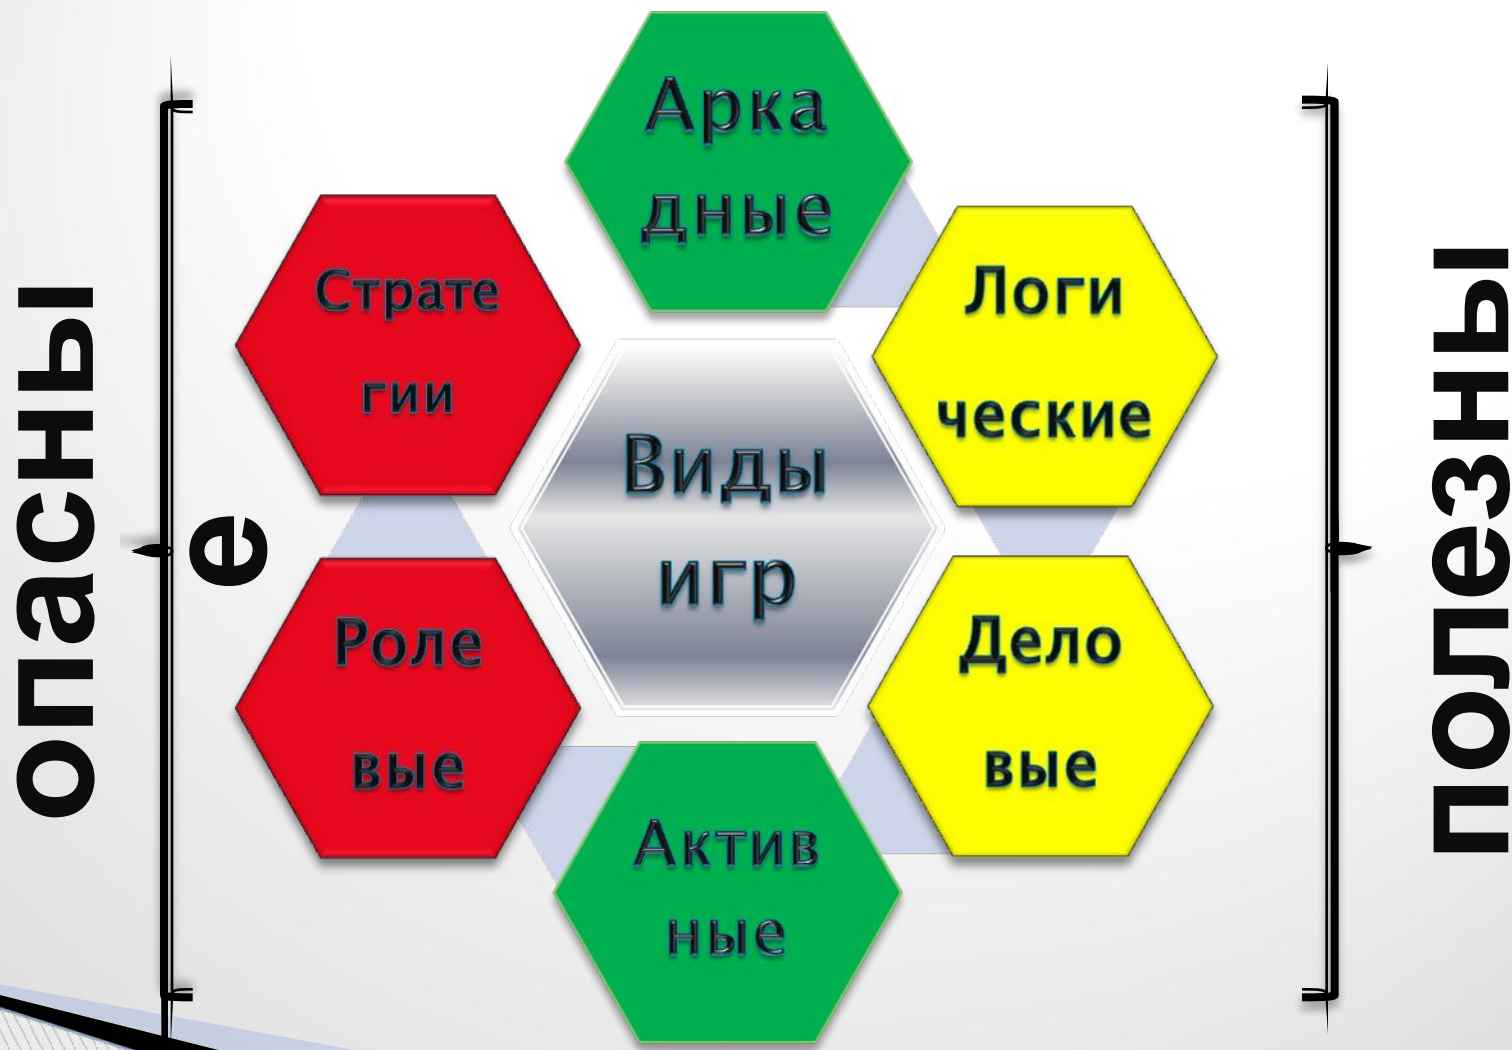 опасны
е
Арка
дные
Страте
гии
Логи
ческие
Виды
игр
Роле
вые
Дело
вые
Актив
ные
полезны